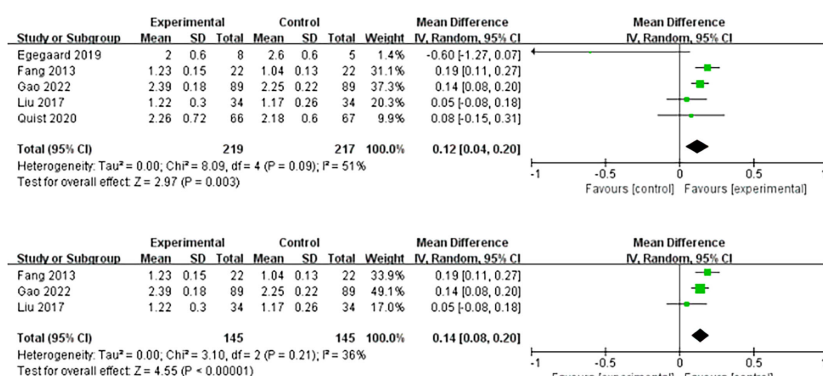 Experimental Control Mean Difference Mean Difference
Study or Subgroup Mean SD Total Mean SD Total Weight IV, Random, 95% CI IV, Random, 95% CI
Egegaard 2019 2 0.6 8 2.6 0.6 5 1.4% -0.60 [-1.27, 0.07]
Fang 2013 1.23 0.15 22 1.04 0.13 22 31.1% 0.19 [0.11, 0.27]
Gao 2022 2.39 0.18 89 2.25 0.22 89 37.3% 0.14 [0.08, 0.20]
Liu 2017 1.22 0.3 34 1.17 0.26 34 20.3% 0.05 [-0.08, 0.18]
Quist 2020 2.26 0.72 66 2.18 0.6 67 9.9% 0.08 [-0.15, 0.31]
Total (95% CI) 219 217 100.0% 0.12 [0.04, 0.20]
Heterogeneity: Tau² = 0.00; Chi² = 8.09, df = 4 (P = 0.09); I² = 51%
Test for overall effect: Z = 2.97 (P = 0.003)
-1 -0.5 0 0.5
Favours [control] Favours [experimental]
Experimental Control Mean Difference Mean Difference
Study or Subgroup Mean SD Total Mean SD Total Weight IV, Random, 95% CI IV, Random, 95% CI
Fang 2013 1.23 0.15 22 1.04 0.13 22 33.9% 0.19 [0.11, 0.27]
Gao 2022 2.39 0.18 89 2.25 0.22 89 49.1% 0.14 [0.08, 0.20]
Liu 2017 1.22 0.3 34 1.17 0.26 34 17.0% 0.05 [-0.08, 0.18]
Total (95% CI) 145 145 100.0% 0.14 [0.08, 0.20]
Heterogeneity: Tau² = 0.00; Chi² = 3.10, df = 2 (P = 0.21); I² = 36%
Test for overall effect: Z = 4.55 (P < 0.00001)
-1 -0.5 0 0.5
Favours [experimental] Favours [control]